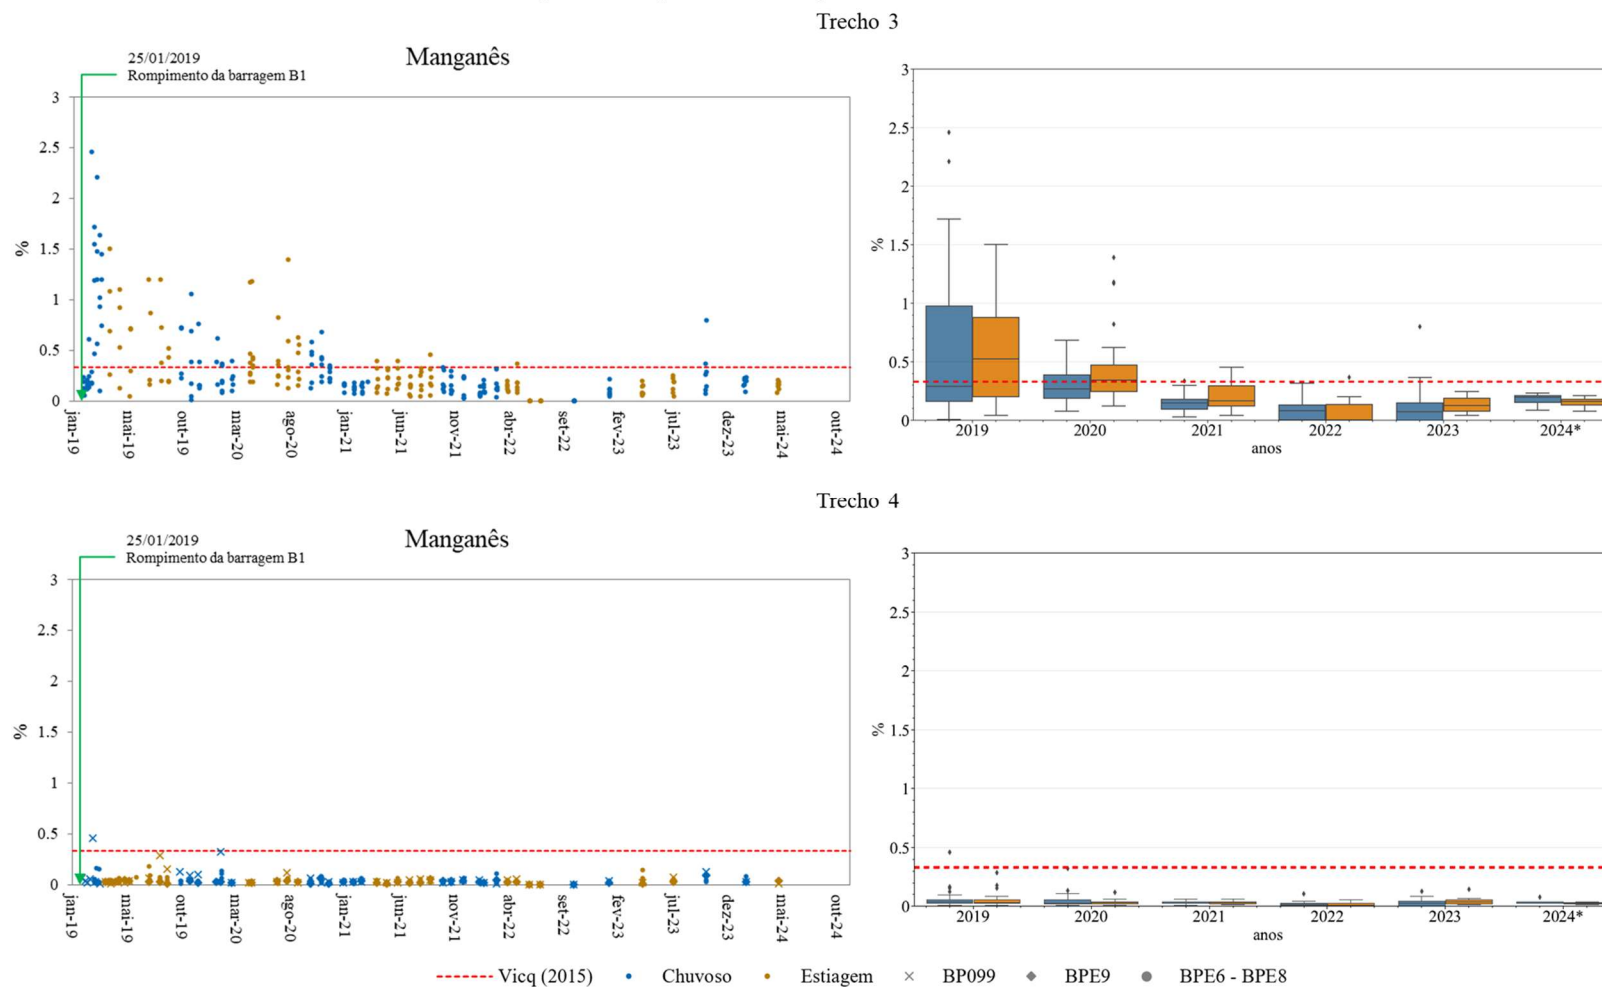 Trecho 3
25/01/2019
Rompimento da barragem B1
Manganês
3
2.5
2
1.5
1
0.5
0
%
jan-19
mai-19
out-19
mar-20
ago-20
jan-21
jun-21
nov-21
abr-22
set-22
fev-23
jul-23
dez-23
mai-24
out-24
3
2.5
2
1.5
1
0.5
0
%
2019
2020
2021
2022
2023
2024*
anos
Trecho 4
25/01/2019
Rompimento da barragem B1
Manganês
3
2.5
2
1.5
1
0.5
0
%
jan-19
mai-19
out-19
mar-20
ago-20
jan-21
jun-21
nov-21
abr-22
set-22
fev-23
jul-23
dez-23
mai-24
out-24
3
2.5
2
1.5
1
0.5
0
%
2019
2020
2021
2022
2023
2024*
anos
Vicq (2015)
Chuvoso
Estiagem
BP099
BPE9
BPE6 - BPE8